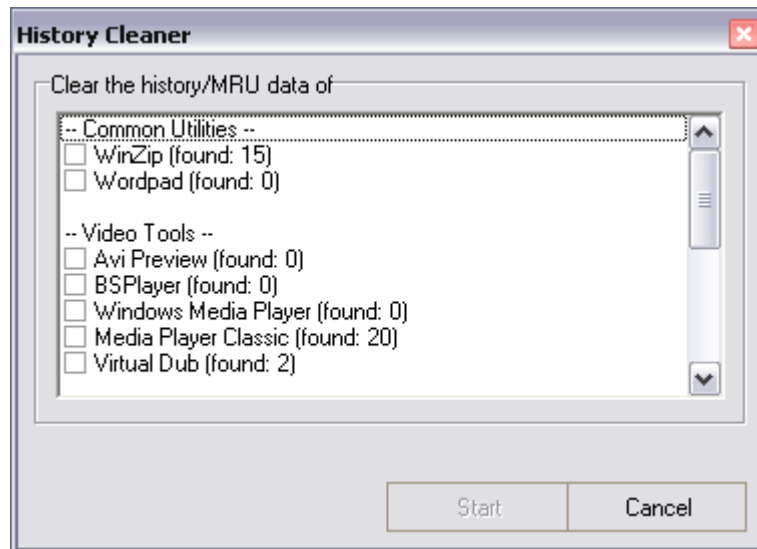 History Cleaner
Clear the history/MRU data of
-- Common Utilities --
WinZip (found: 15)
Wordpad (found: 0)
-- Video Tools --
Avi Preview (found: 0)
BSPlayer (found: 0)
Windows Media Player (found: 0)
Media Player Classic (found: 20)
Virtual Dub (found: 2)
Start
Cancel